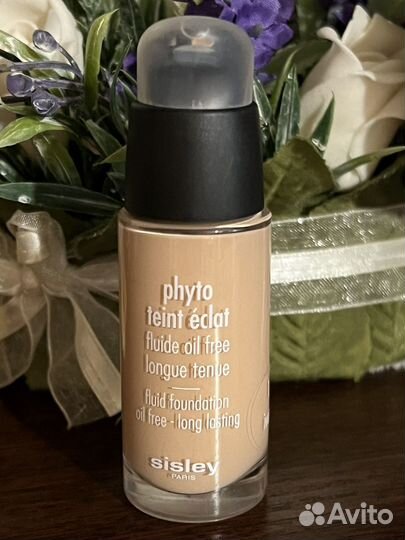 phyto
teint éclat
fluide oil free
longue tenue
fluid foundation
oil free - long lasting
sisley
PARIS
Avito